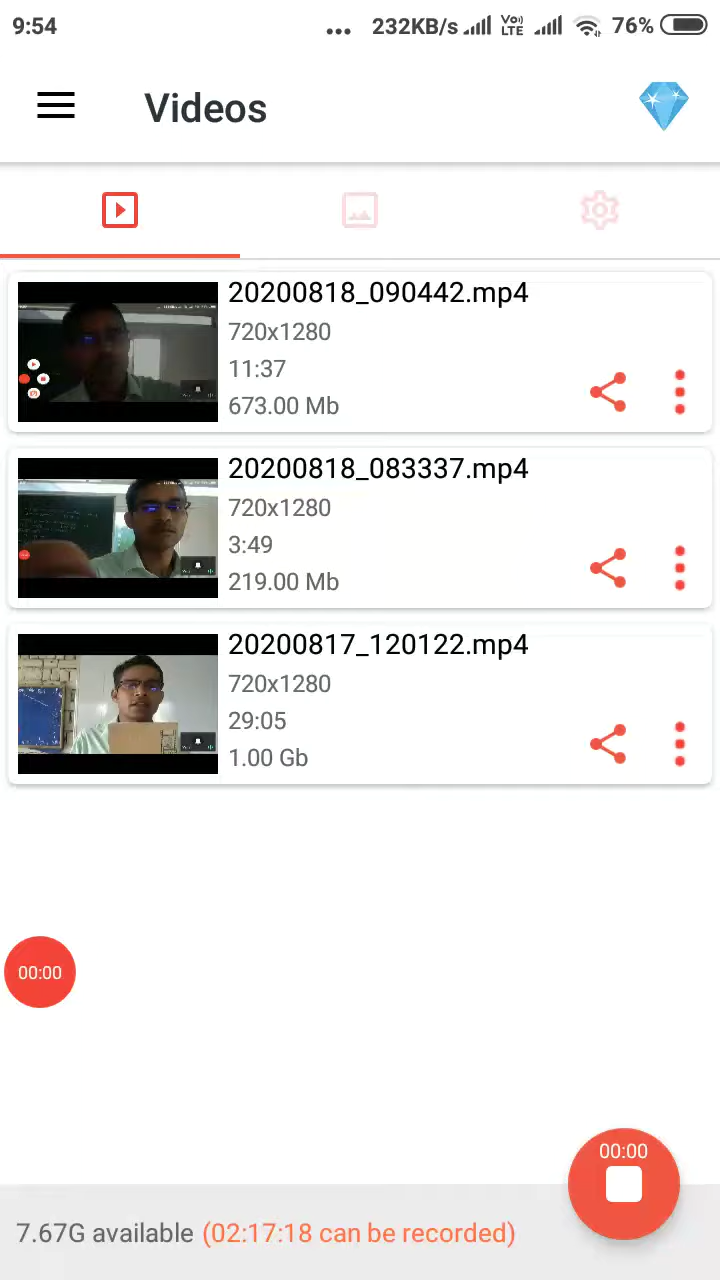 9:54
... 232KB/s Vo) LTE 76%
Videos
20200818_090442.mp4
720x1280
11:37
673.00 Mb
20200818_083337.mp4
720x1280
3:49
219.00 Mb
20200817_120122.mp4
720x1280
29:05
1.00 Gb
00:00
00:00
7.67G available (02:17:18 can be recorded)